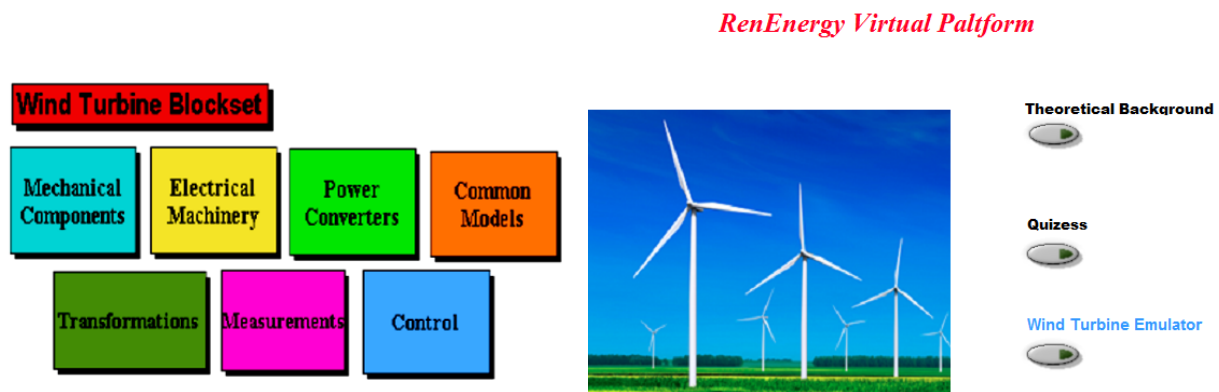 RenEnergy Virtual Paltform
Wind Turbine Blockset
Mechanical
Components
Electrical
Machinery
Power
Converters
Common
Models
Transformations
Measurements
Control
Theoretical Background
Quizess
Wind Turbine Emulator